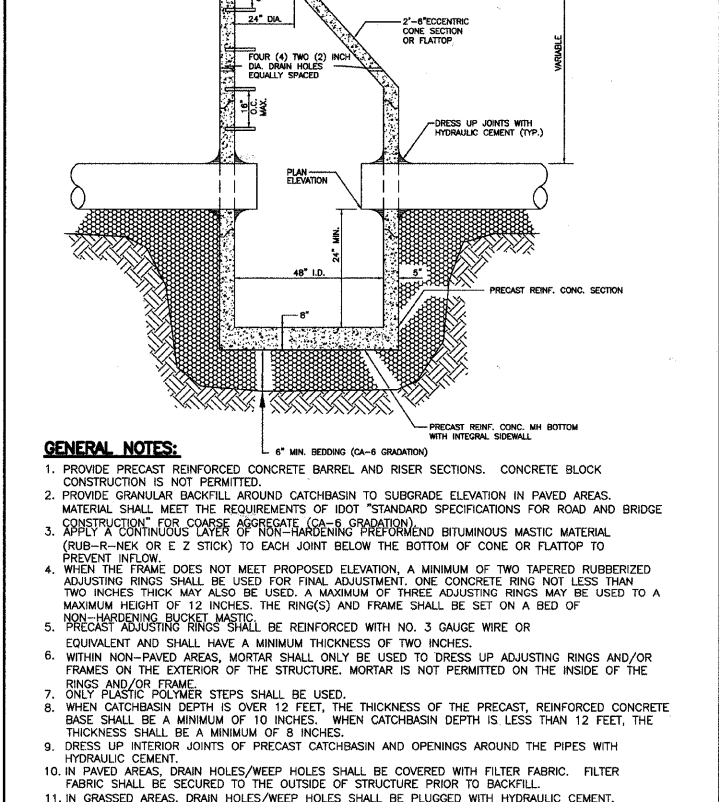 24" DIA.
2'-6"ECCENTRIC
CONE SECTION
OR FLATTOP
VARIABLE
FOUR (4) TWO (2) INCH
DIA. DRAIN HOLES
EQUALLY SPACED
16"
O.C.
MAX.
DRESS UP JOINTS WITH
HYDRAULIC CEMENT (TYP.)
PLAN
ELEVATION
24" MIN.
48" I.D.
5"
PRECAST REINF. CONC. SECTION
8"
PRECAST REINF. CONC. MH BOTTOM
WITH INTEGRAL SIDEWALL
6" MIN. BEDDING (CA-6 GRADATION)
GENERAL NOTES:
1. PROVIDE PRECAST REINFORCED CONCRETE BARREL AND RISER SECTIONS. CONCRETE BLOCK
CONSTRUCTION IS NOT PERMITTED.
2. PROVIDE GRANULAR BACKFILL AROUND CATCHBASIN TO SUBGRADE ELEVATION IN PAVED AREAS.
MATERIAL SHALL MEET THE REQUIREMENTS OF IDOT "STANDARD SPECIFICATIONS FOR ROAD AND BRIDGE
CONSTRUCTION" FOR COARSE AGGREGATE (CA-6 GRADATION).
3. APPLY A CONTINUOUS LAYER OF NON-HARDENING PREFORMEND BITUMINOUS MASTIC MATERIAL
(RUB-R-NEK OR E Z STICK) TO EACH JOINT BELOW THE BOTTOM OF CONE OR FLATTOP TO
PREVENT INFLOW.
4. WHEN THE FRAME DOES NOT MEET PROPOSED ELEVATION, A MINIMUM OF TWO TAPERED RUBBERIZED
ADJUSTING RINGS SHALL BE USED FOR FINAL ADJUSTMENT. ONE CONCRETE RING NOT LESS THAN
TWO INCHES THICK MAY ALSO BE USED. A MAXIMUM OF THREE ADJUSTING RINGS MAY BE USED TO A
MAXIMUM HEIGHT OF 12 INCHES. THE RING(S) AND FRAME SHALL BE SET ON A BED OF
NON-HARDENING BUCKET MASTIC.
5. PRECAST ADJUSTING RINGS SHALL BE REINFORCED WITH NO. 3 GAUGE WIRE OR
EQUIVALENT AND SHALL HAVE A MINIMUM THICKNESS OF TWO INCHES.
6. WITHIN NON-PAVED AREAS, MORTAR SHALL ONLY BE USED TO DRESS UP ADJUSTING RINGS AND/OR
FRAMES ON THE EXTERIOR OF THE STRUCTURE. MORTAR IS NOT PERMITTED ON THE INSIDE OF THE
RINGS AND/OR FRAME.
7. ONLY PLASTIC POLYMER STEPS SHALL BE USED.
8. WHEN CATCHBASIN DEPTH IS OVER 12 FEET, THE THICKNESS OF THE PRECAST, REINFORCED CONCRETE
BASE SHALL BE A MINIMUM OF 10 INCHES. WHEN CATCHBASIN DEPTH IS LESS THAN 12 FEET, THE
THICKNESS SHALL BE A MINIMUM OF 8 INCHES.
9. DRESS UP INTERIOR JOINTS OF PRECAST CATCHBASIN AND OPENINGS AROUND THE PIPES WITH
HYDRAULIC CEMENT.
10. IN PAVED AREAS, DRAIN HOLES/WEEP HOLES SHALL BE COVERED WITH FILTER FABRIC. FILTER
FABRIC SHALL BE SECURED TO THE OUTSIDE OF STRUCTURE PRIOR TO BACKFILL.
11. IN GRASSED AREAS, DRAIN HOLES/WEEP HOLES SHALL BE PLUGGED WITH HYDRAULIC CEMENT.